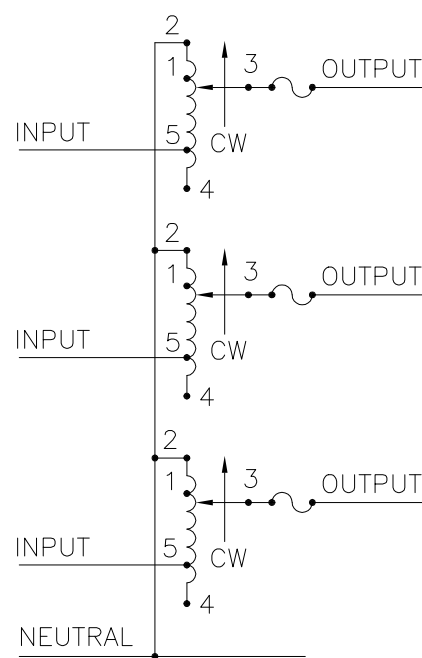 2
1 3 OUTPUT
INPUT 5 CW
4
2
1 3 OUTPUT
INPUT 5 CW
4
2
1 3 OUTPUT
INPUT 5 CW
4
NEUTRAL